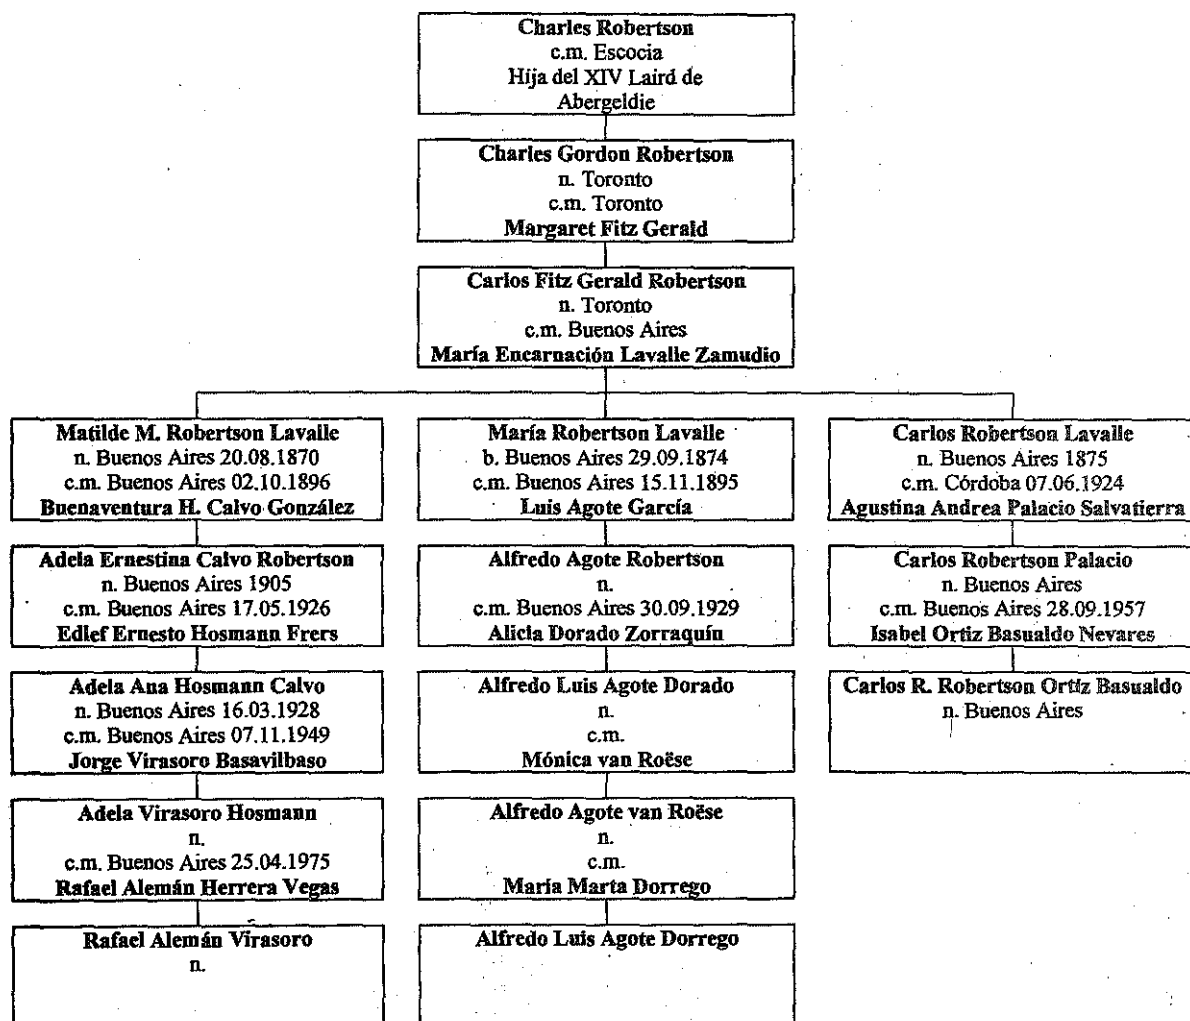 Charles Robertson
c.m. Escocia
Hija del XIV Laird de
Abergeldie
Charles Gordon Robertson
n. Toronto
c.m. Toronto
Margaret Fitz Gerald
Carlos Fitz Gerald Robertson
n. Toronto
c.m. Buenos Aires
María Encarnación Lavalle Zamudio
Matilde M. Robertson Lavalle
n. Buenos Aires 20.08.1870
c.m. Buenos Aires 02.10.1896
Buenaventura H. Calvo González
María Robertson Lavalle
b. Buenos Aires 29.09.1874
c.m. Buenos Aires 15.11.1895
Luis Agote García
Carlos Robertson Lavalle
n. Buenos Aires 1875
c.m. Córdoba 07.06.1924
Agustina Andrea Palacio Salvatierra
Adela Ernestina Calvo Robertson
n. Buenos Aires 1905
c.m. Buenos Aires 17.05.1926
Edlef Ernesto Hosmann Frers
Alfredo Agote Robertson
n.
c.m. Buenos Aires 30.09.1929
Alicia Dorado Zorraquín
Carlos Robertson Palacio
n. Buenos Aires
c.m. Buenos Aires 28.09.1957
Isabel Ortiz Basualdo Nevares
Adela Ana Hosmann Calvo
n. Buenos Aires 16.03.1928
c.m. Buenos Aires 07.11.1949
Jorge Virasoro Basavilbaso
Alfredo Luis Agote Dorado
n.
c.m.
Mónica van Roëse
Carlos R. Robertson Ortiz Basualdo
n. Buenos Aires
Adela Virasoro Hosmann
n.
c.m. Buenos Aires 25.04.1975
Rafael Alemán Herrera Vegas
Alfredo Agote van Roëse
n.
c.m.
María Marta Dorrego
Rafael Alemán Virasoro
n.
Alfredo Luis Agote Dorrego